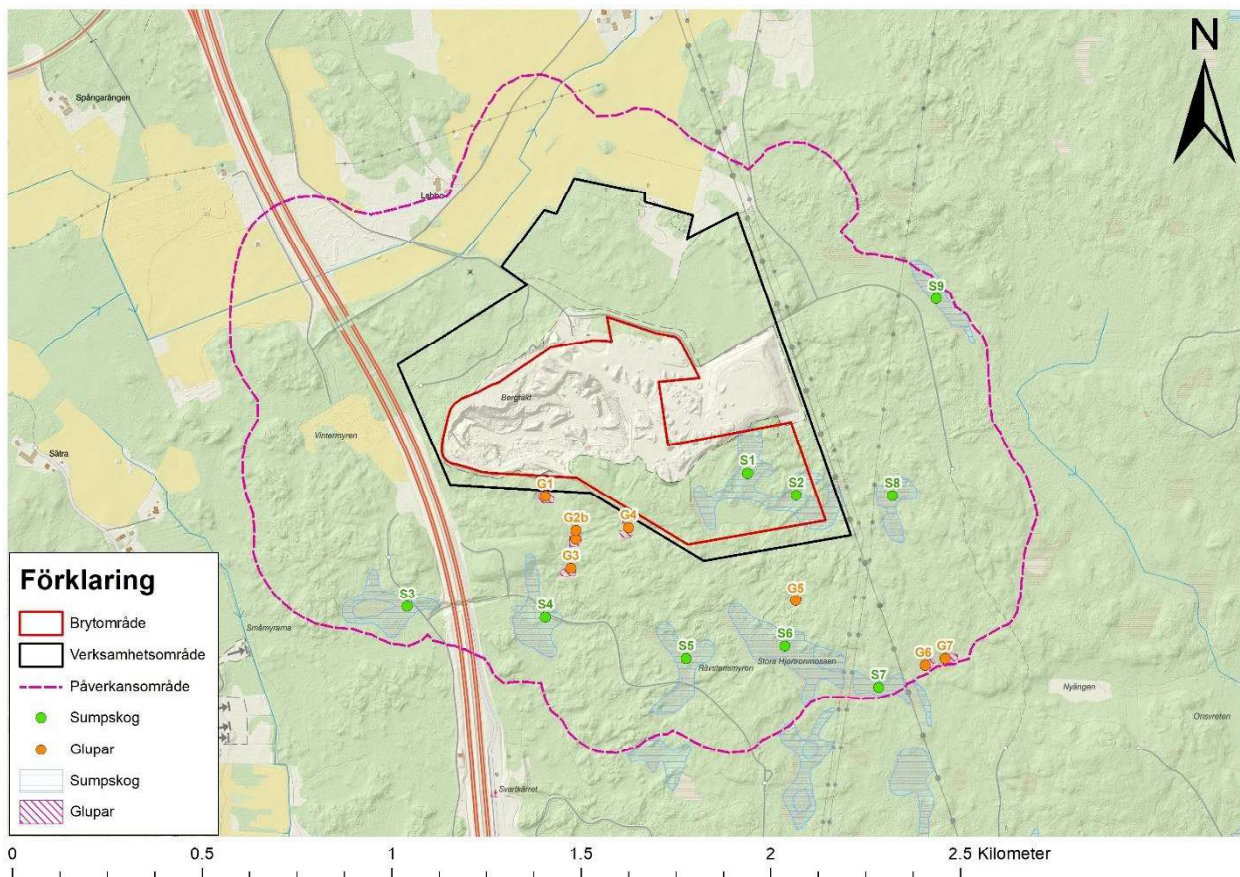 N
Spångarängen
Labbo
S9
Bergtäkt
Vintermyren
Sätra
S1
S2
S8
G1
G2b
G4
G3
G5
S3
S4
S5
S6
G6
G7
S7
Småmyrarna
Rävstensmyren
Stora Hjortronmossen
Nyängen
Onsvreten
Svartkärret
Förklaring
Brytområde
Verksamhetsområde
Påverkansområde
Sumpskog
Glupar
Sumpskog
Glupar
0 0.5 1 1.5 2 2.5 Kilometer